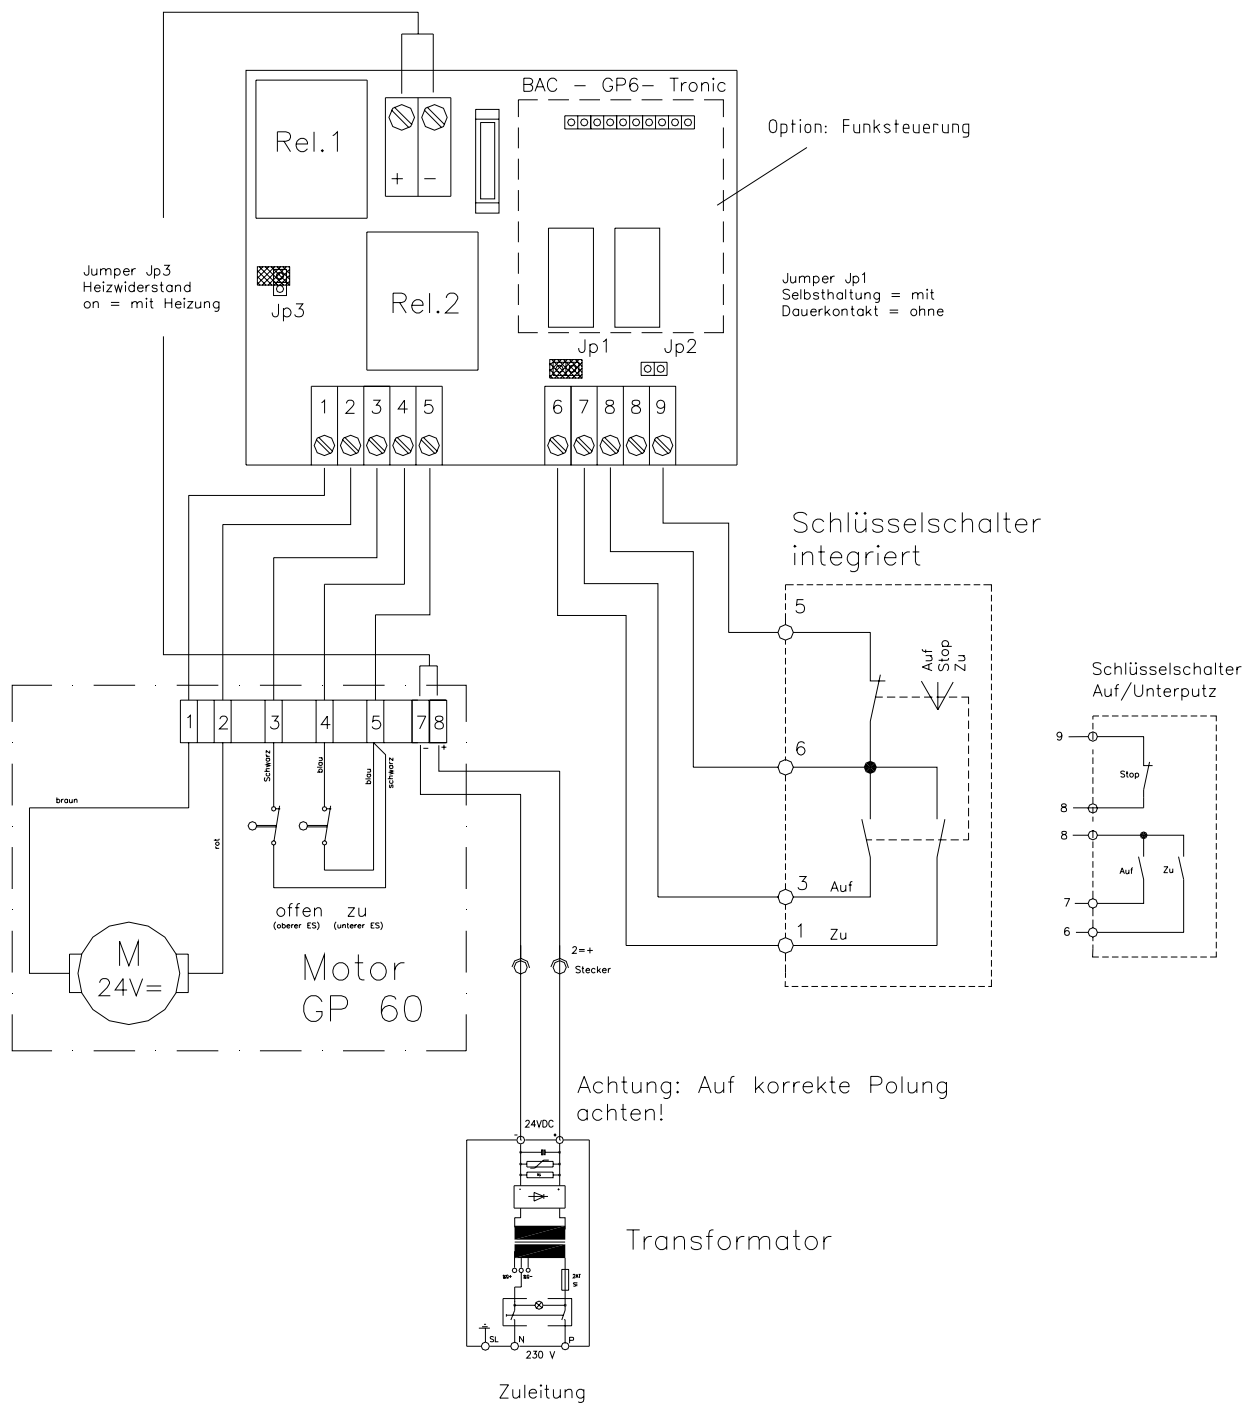 BAC - GP6- Tronic
Rel.1
+ -
Option: Funksteuerung
Jumper Jp3
Heizwiderstand
on = mit Heizung
Jp3
Rel.2
Jumper Jp1
Selbsthaltung = mit
Dauerkontakt = ohne
Jp1 Jp2
1 2 3 4 5
6 7 8 8 9
Schlüsselschalter
integriert
5
Auf
Stop
Zu
6
3 Auf
1 Zu
Schlüsselschalter
Auf/Unterputz
9
Stop
8
8
Auf Zu
7
6
1 2 3 4 5 7 8
- +
Schwarz
blau
blau
schwarz
braun
rot
offen zu
(oberer ES) (unterer ES)
M
24V=
Motor
GP 60
2=+
Stecker
Achtung: Auf korrekte Polung
achten!
24VDC
- +
- +
Transformator
SL N P
230 V
Zuleitung